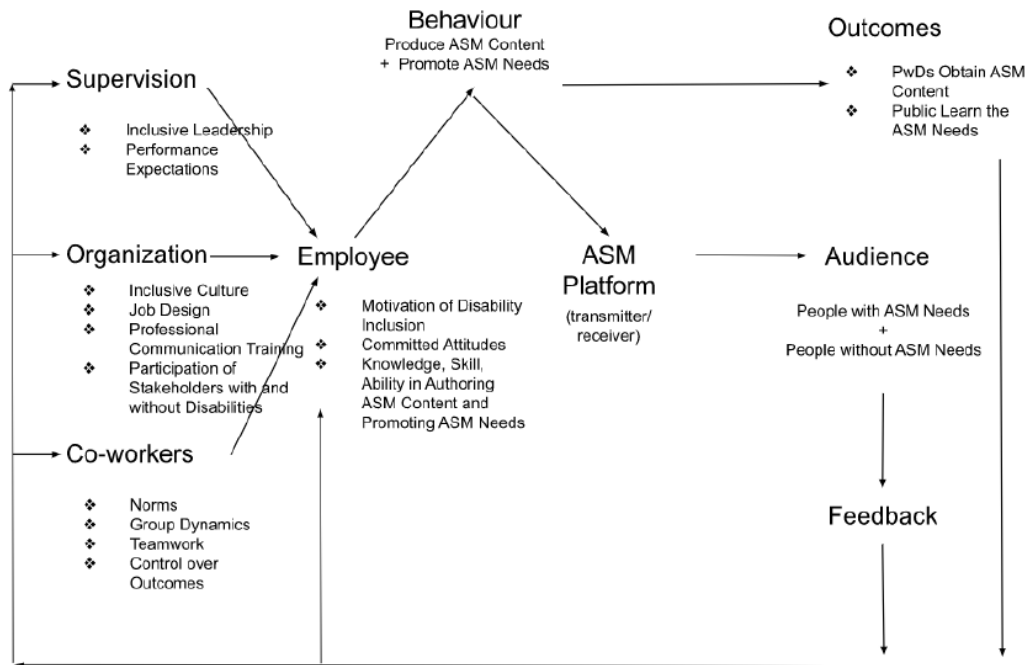 Behaviour
Produce ASM Content
+ Promote ASM Needs
Outcomes
❖ PwDs Obtain ASM
Content
❖ Public Learn the
ASM Needs
Supervision
❖ Inclusive Leadership
❖ Performance
Expectations
Organization
❖ Inclusive Culture
❖ Job Design
❖ Professional
Communication Training
❖ Participation of
Stakeholders with and
without Disabilities
Employee
❖ Motivation of Disability
Inclusion
❖ Committed Attitudes
❖ Knowledge, Skill,
Ability in Authoring
ASM Content and
Promoting ASM Needs
ASM
Platform
(transmitter/
receiver)
Audience
People with ASM Needs
+
People without ASM Needs
Co-workers
❖ Norms
❖ Group Dynamics
❖ Teamwork
❖ Control over
Outcomes
Feedback